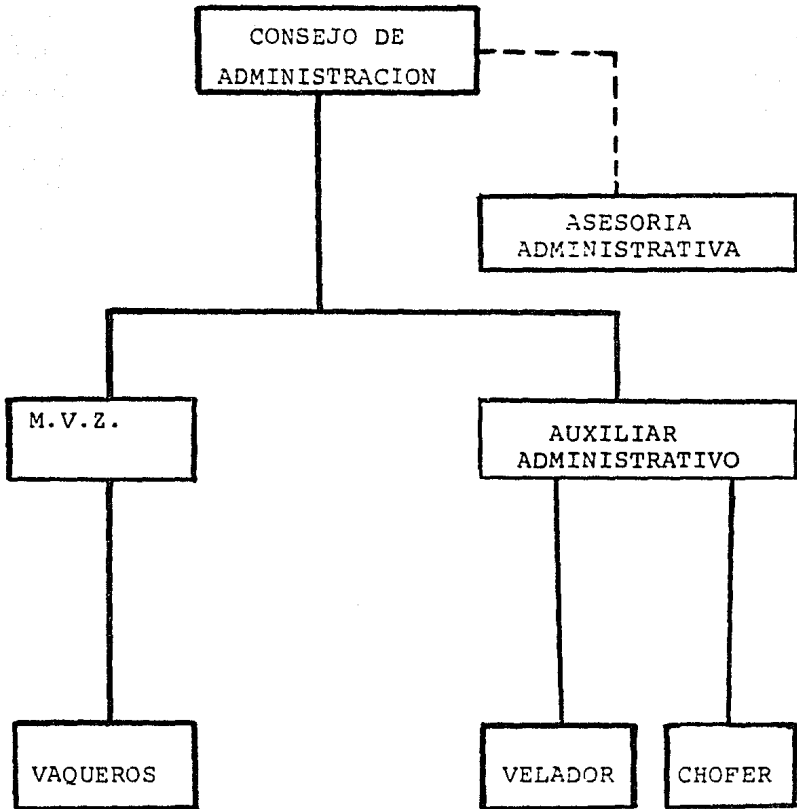 CONSEJO DE
ADMINISTRACION
ASESORIA
ADMINISTRATIVA
M.V.Z.
AUXILIAR
ADMINISTRATIVO
VAQUEROS
VELADOR
CHOFER